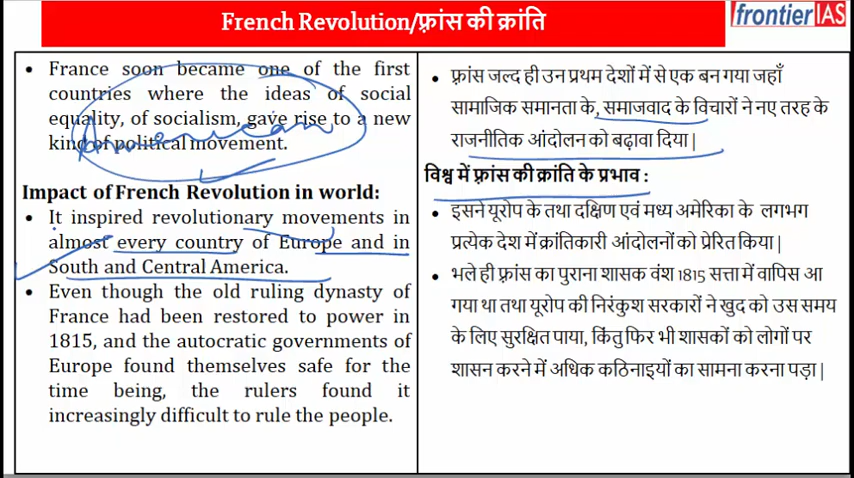 French Revolution/फ़्रांस की क्रांति
frontier IAS
• France soon became one of the first
countries where the ideas of social
equality, of socialism, gave rise to a new
kind of political movement.
American
Impact of French Revolution in world:
• It inspired revolutionary movements in
almost every country of Europe and in
South and Central America.
• Even though the old ruling dynasty of
France had been restored to power in
1815, and the autocratic governments of
Europe found themselves safe for the
time being, the rulers found it
increasingly difficult to rule the people.
• फ़्रांस जल्द ही उन प्रथम देशों में से एक बन गया जहाँ
सामाजिक समानता के, समाजवाद के विचारों ने नए तरह के
राजनीतिक आंदोलन को बढ़ावा दिया |
विश्व में फ़्रांस की क्रांति के प्रभाव :
• इसने यूरोप के तथा दक्षिण एवं मध्य अमेरिका के लगभग
प्रत्येक देश में क्रांतिकारी आंदोलनों को प्रेरित किया |
• भले ही फ़्रांस का पुराना शासक वंश 1815 सत्ता में वापिस आ
गया था तथा यूरोप की निरंकुश सरकारों ने खुद को उस समय
के लिए सुरक्षित पाया, किंतु फिर भी शासकों को लोगों पर
शासन करने में अधिक कठिनाइयों का सामना करना पड़ा |